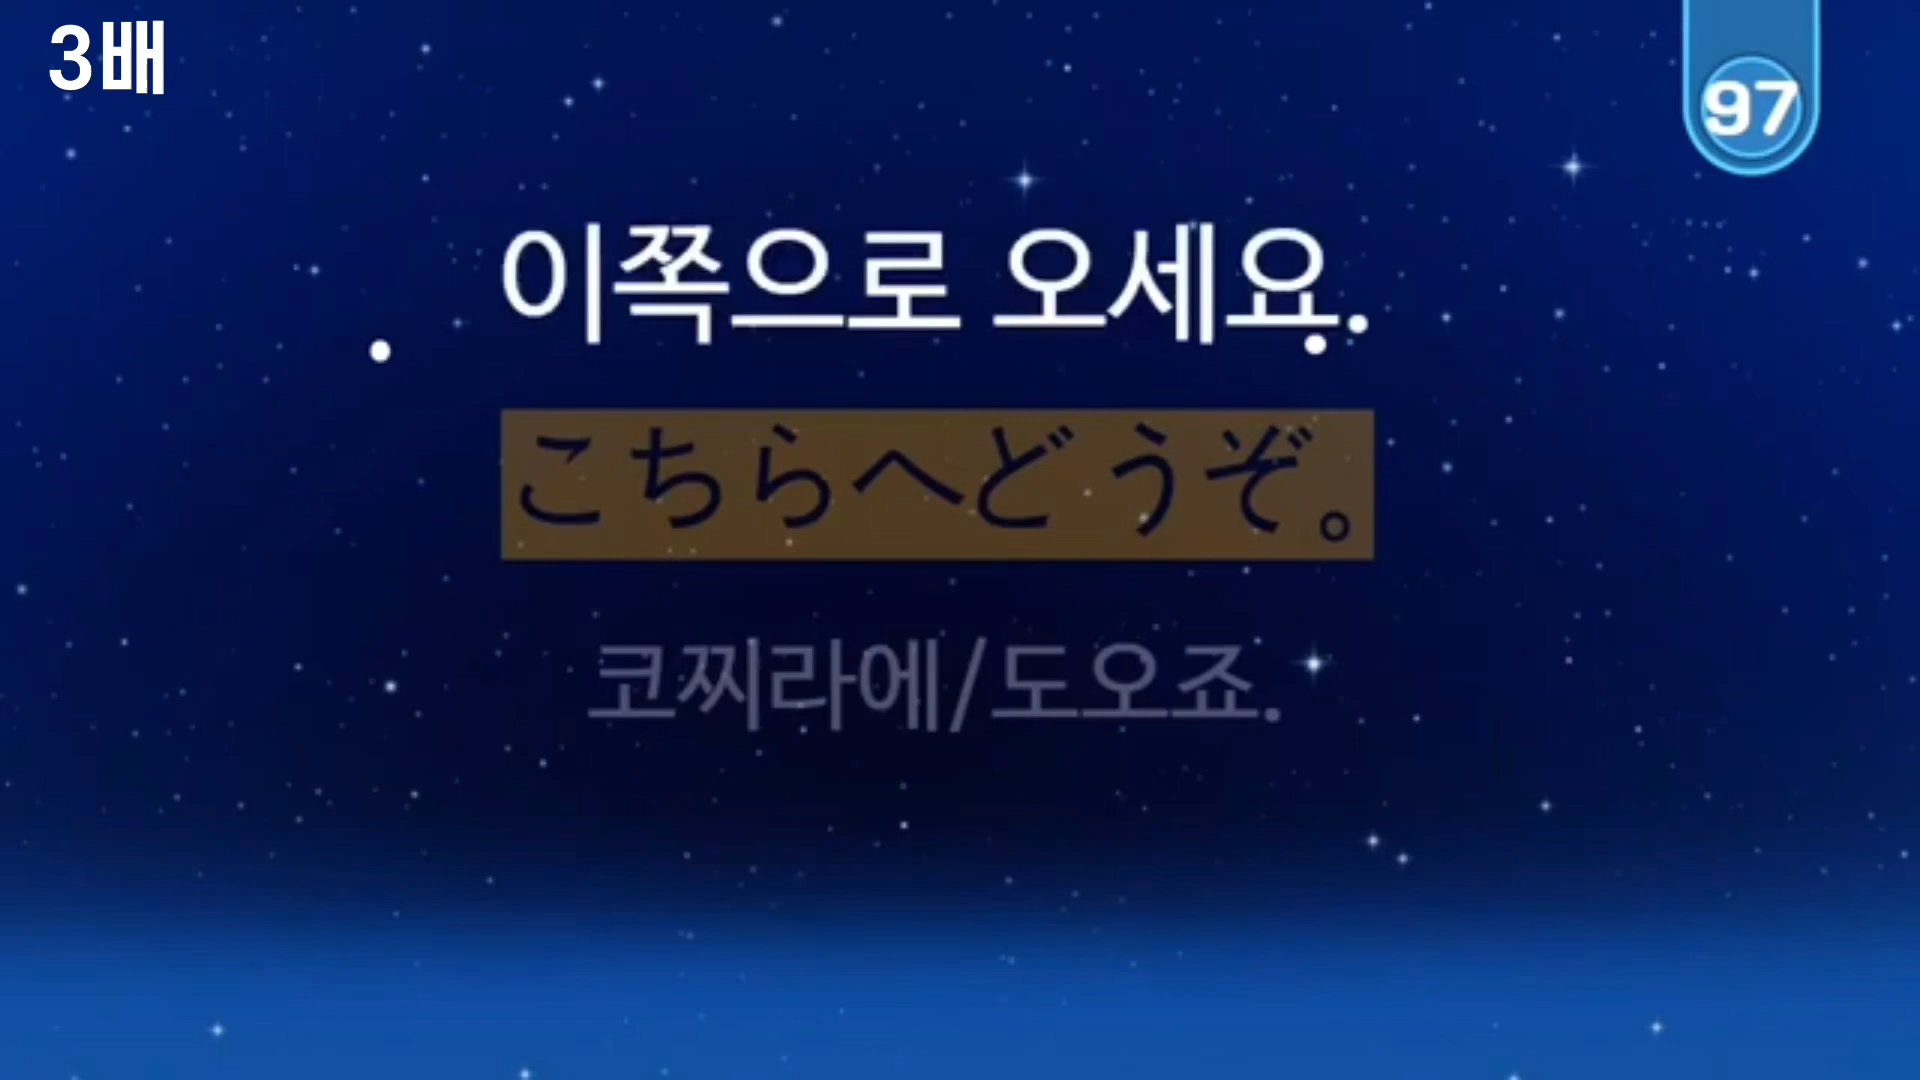 3배
97
이쪽으로 오세요.
こちらへどうぞ。
코찌라에/도오죠.